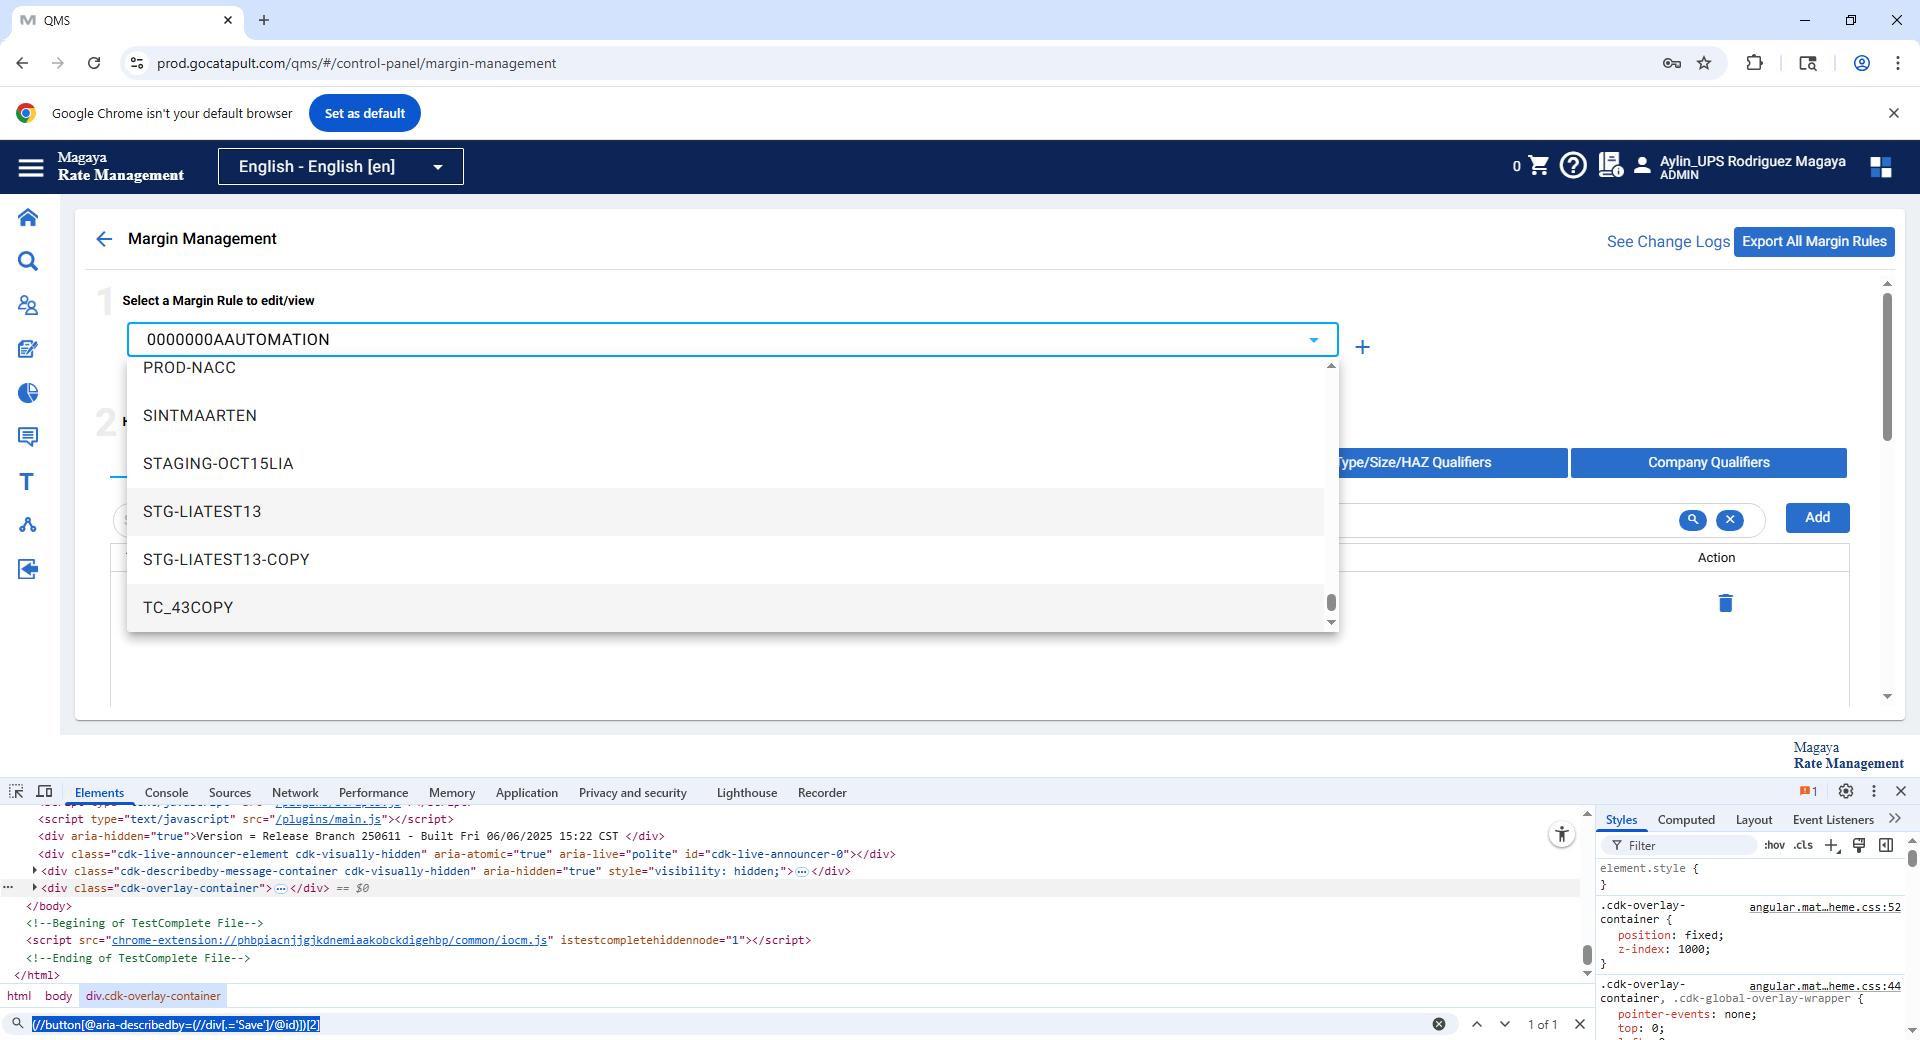 QMS
prod.gocatapult.com/qms/#/control-panel/margin-management
Google Chrome isn't your default browser
Set as default
Magaya
Rate Management
English - English [en]
0
Aylin_UPS Rodriguez Magaya
ADMIN
Margin Management
See Change Logs
Export All Margin Rules
1
Select a Margin Rule to edit/view
0000000AAUTOMATION
PROD-NACC
SINTMAARTEN
STAGING-OCT15LIA
STG-LIATEST13
STG-LIATEST13-COPY
TC_43COPY
2
Type/Size/HAZ Qualifiers
Company Qualifiers
Add
Action
Magaya
Rate Management
Elements
Console
Sources
Network
Performance
Memory
Application
Privacy and security
Lighthouse
Recorder
1
<script type="text/javascript" src="/plugins/main.js"></script>
<div aria-hidden="true">Version = Release Branch 250611 - Built Fri 06/06/2025 15:22 CST </div>
<div class="cdk-live-announcer-element cdk-visually-hidden" aria-atomic="true" aria-live="polite" id="cdk-live-announcer-0"></div>
<div class="cdk-describedby-message-container cdk-visually-hidden" aria-hidden="true" style="visibility: hidden;">…</div>
<div class="cdk-overlay-container">…</div> == $0
</body>
<!--Begining of TestComplete File-->
<script src="chrome-extension://phbpiacnjjgjkdnemiaakobckdigehbp/common/iocm.js" istestcompletehiddennode="1"></script>
<!--Ending of TestComplete File-->
</html>
html body div.cdk-overlay-container
(//button[@aria-describedby=(//div[.='Save']/@id)])[2]
1 of 1
Styles
Computed
Layout
Event Listeners
Filter
:hov .cls
element.style {
}
.cdk-overlay-container {
angular.mat…heme.css:52
position: fixed;
z-index: 1000;
}
.cdk-overlay-container, .cdk-global-overlay-wrapper {
angular.mat…heme.css:44
pointer-events: none;
top: 0;